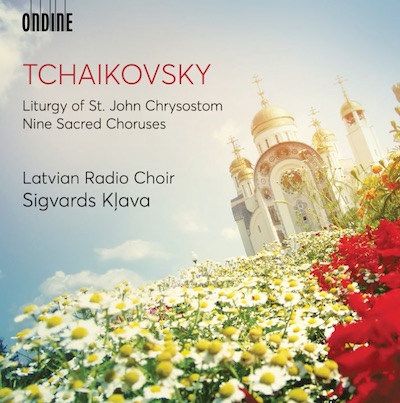 ONDINE
TCHAIKOVSKY
Liturgy of St. John Chrysostom
Nine Sacred Choruses
Latvian Radio Choir
Sigvards Kļava